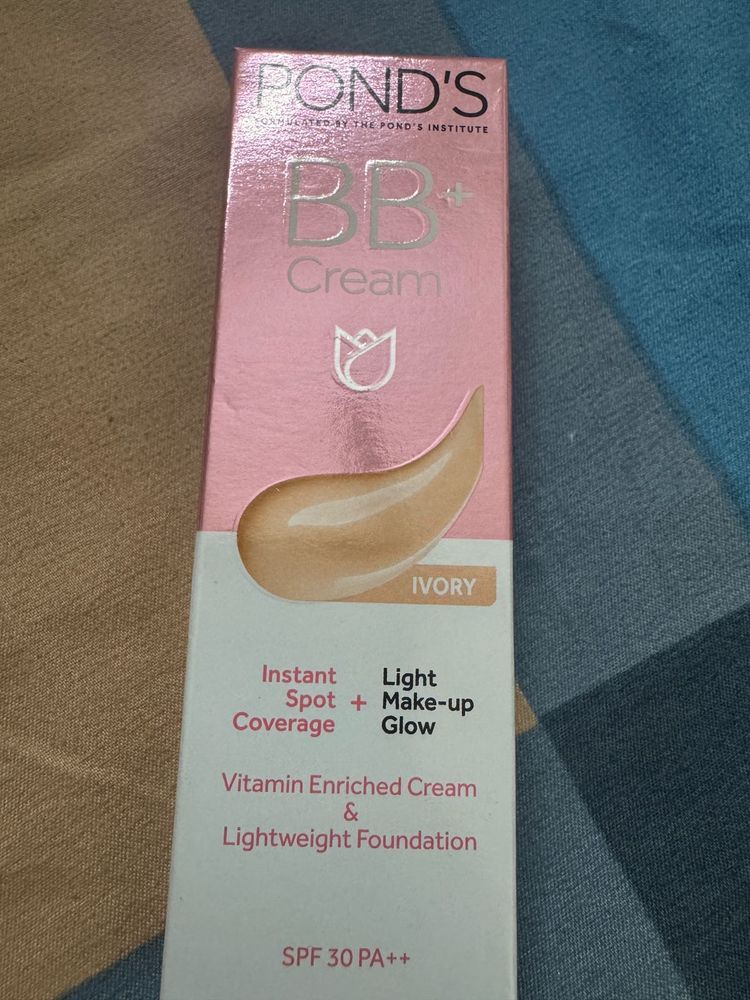 POND'S
FORMULATED BY THE POND'S INSTITUTE
BB+
Cream
IVORY
Instant
Spot
Coverage
+
Light
Make-up
Glow
Vitamin Enriched Cream
&
Lightweight Foundation
SPF 30 PA++